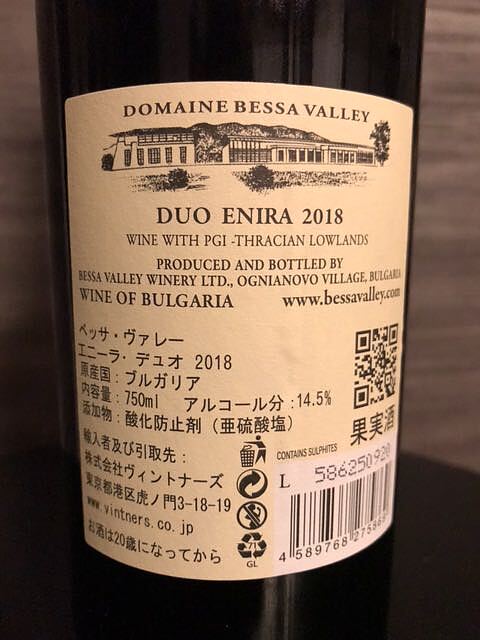 DOMAINE BESSA VALLEY
DUO ENIRA 2018
WINE WITH PGI -THRACIAN LOWLANDS
PRODUCED AND BOTTLED BY
BESSA VALLEY WINERY LTD., OGNIANOVO VILLAGE, BULGARIA
WINE OF BULGARIA www.bessavalley.com
ベッサ・ヴァレー
エニーラ・デュオ 2018
原産国：ブルガリア
内容量：750ml アルコール分：14.5%
添加物：酸化防止剤（亜硫酸塩）
果実酒
輸入者及び引取先：
株式会社ヴィントナーズ
東京都港区虎ノ門3-18-19
www.vintners.co.jp
お酒は20歳になってから
71
GL
CONTAINS SULPHITES
L 586250920
4 589768